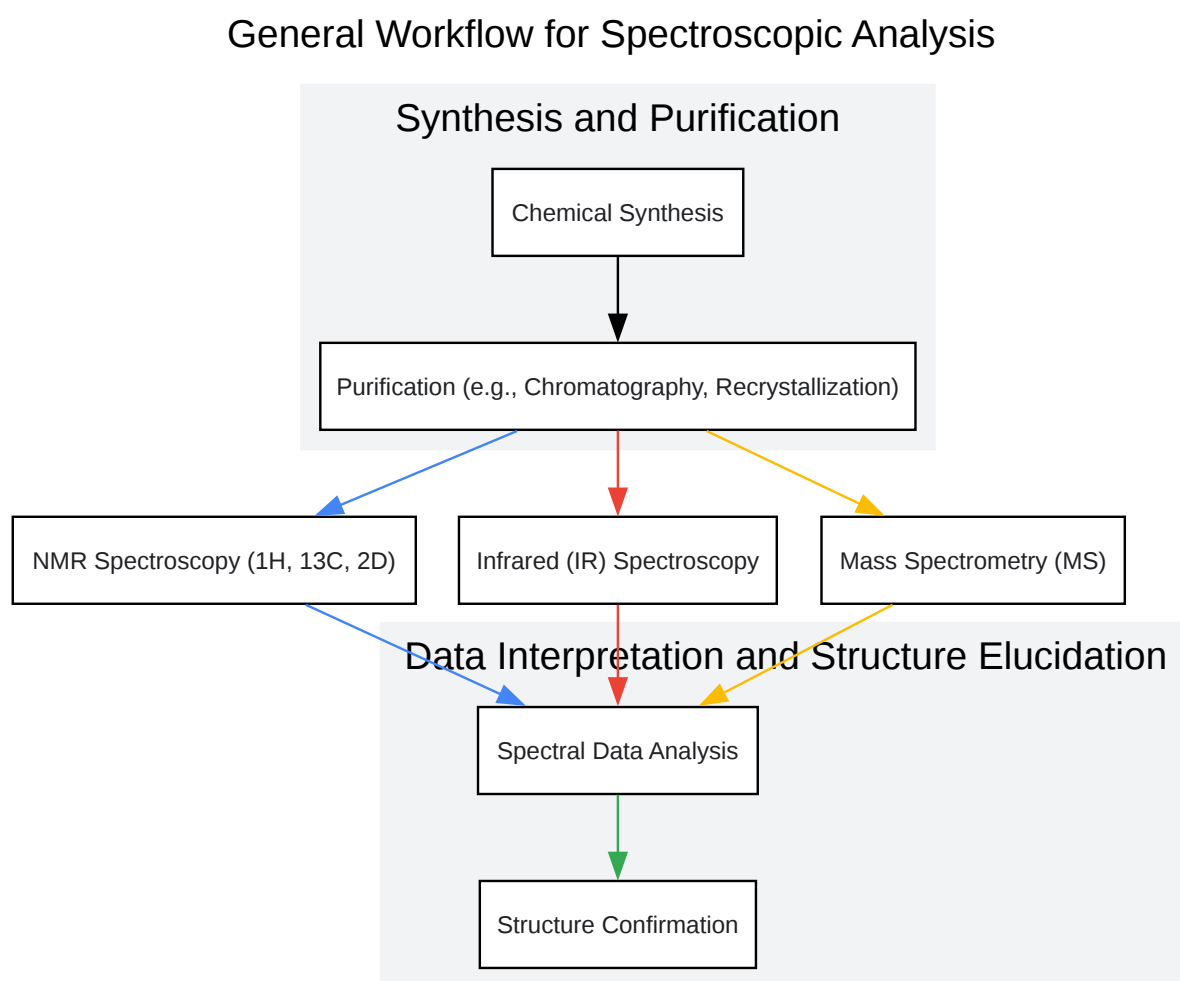 General Workflow for Spectroscopic Analysis
Synthesis and Purification
Chemical Synthesis
Purification (e.g., Chromatography, Recrystallization)
NMR Spectroscopy (1H, 13C, 2D)
Infrared (IR) Spectroscopy
Mass Spectrometry (MS)
Data Interpretation and Structure Elucidation
Spectral Data Analysis
Structure Confirmation